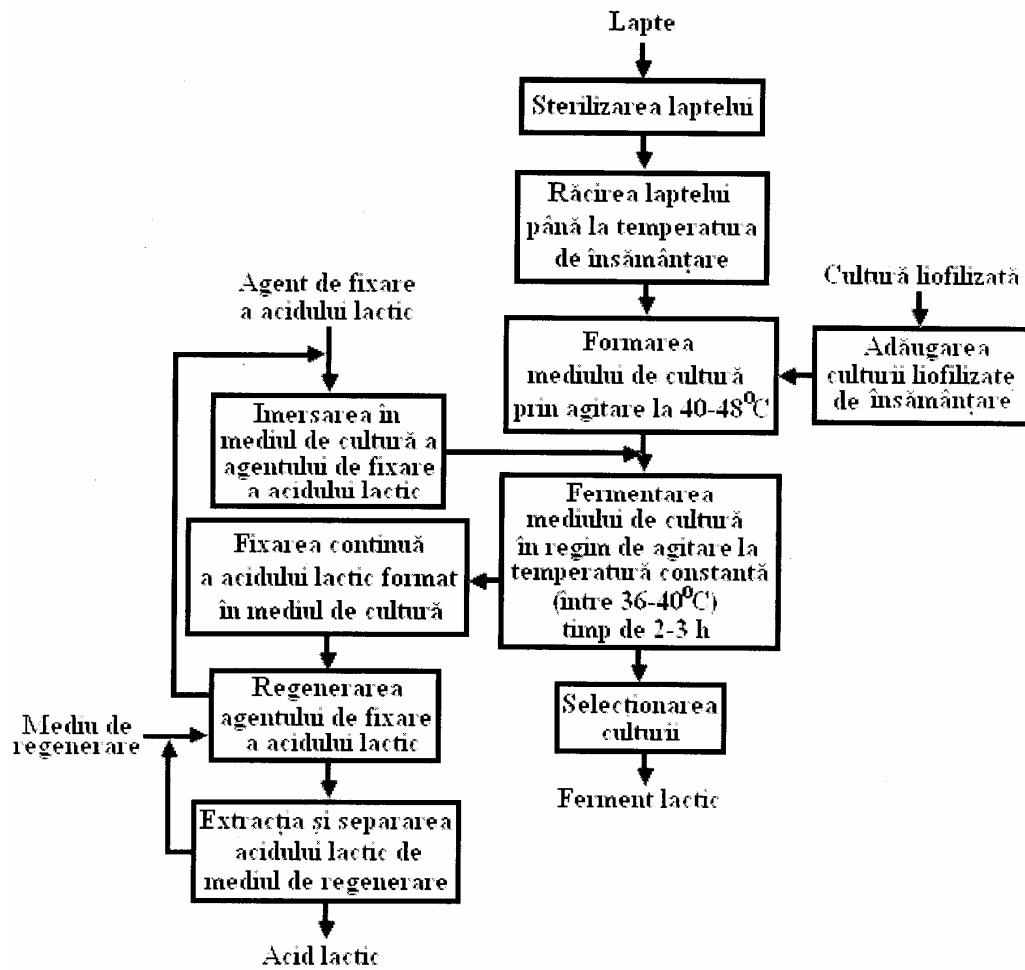 Lapte
Sterilizarea laptelui
Răcirea laptelui
până la temperatura
de însămânțare
Agent de fixare
a acidului lactic
Cultură liofilizată
Formarea
mediului de cultură
prin agitare la 40-48°C
Adăugarea
culturii liofilizate
de însămânțare
Imersarea în
mediul de cultură a
agentului de fixare
a acidului lactic
Fermentarea
mediului de cultură
în regim de agitare la
temperatură constantă
(între 36-40°C)
timp de 2-3 h
Fixarea continuă
a acidului lactic format
în mediul de cultură
Regenerarea
agentului de fixare
a acidului lactic
Selecționarea
culturii
Mediu de
regenerare
Ferment lactic
Extracția și separarea
acidului lactic de
mediul de regenerare
Acid lactic